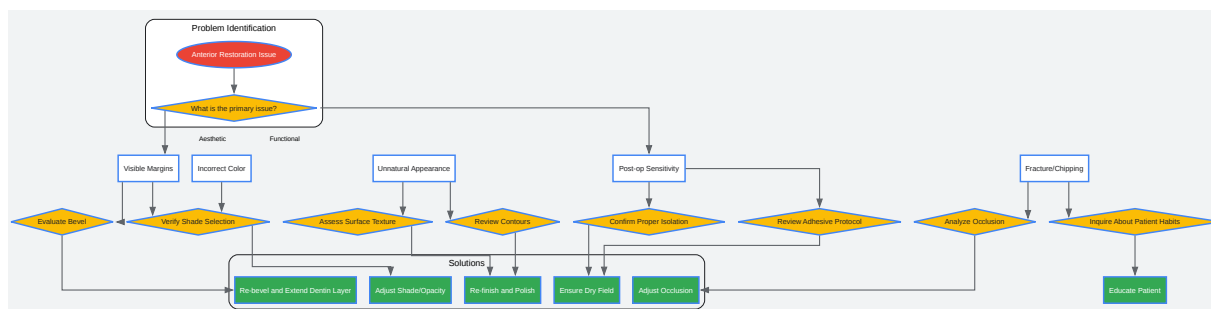 Problem Identification
Anterior Restoration Issue
What is the primary issue?
Aesthetic
Functional
Visible Margins
Incorrect Color
Unnatural Appearance
Post-op Sensitivity
Fracture/Chipping
Evaluate Bevel
Verify Shade Selection
Assess Surface Texture
Review Contours
Confirm Proper Isolation
Review Adhesive Protocol
Analyze Occlusion
Inquire About Patient Habits
Solutions
Re-bevel and Extend Dentin Layer
Adjust Shade/Opacity
Re-finish and Polish
Ensure Dry Field
Adjust Occlusion
Educate Patient